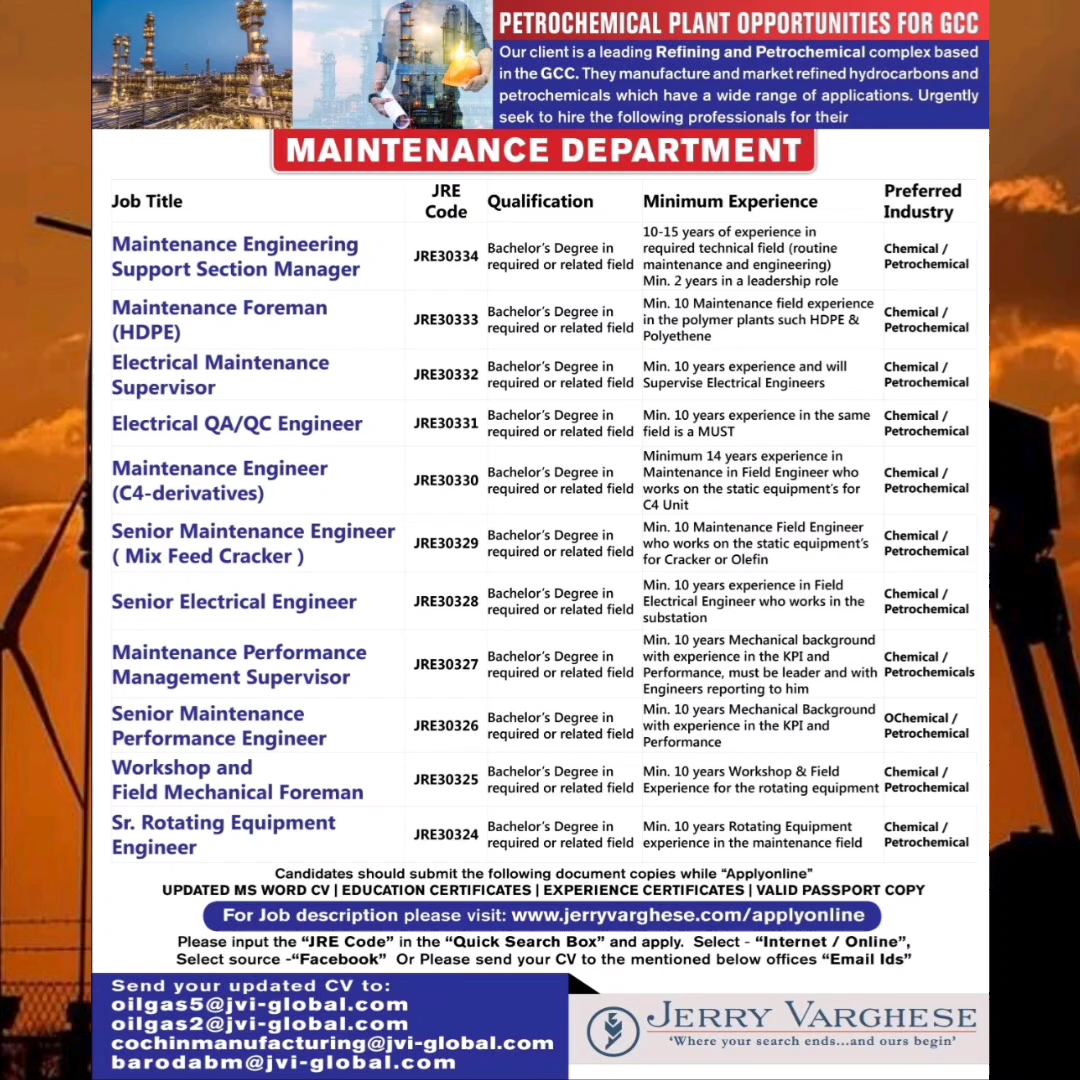 PETROCHEMICAL PLANT OPPORTUNITIES FOR GCC
Our client is a leading Refining and Petrochemical complex based
in the GCC. They manufacture and market refined hydrocarbons and
petrochemicals which have a wide range of applications. Urgently
seek to hire the following professionals for their
MAINTENANCE DEPARTMENT
Job Title
JRE
Code
Qualification
Minimum Experience
Preferred
Industry
Maintenance Engineering
Support Section Manager
JRE30334
Bachelor's Degree in
required or related field
10-15 years of experience in
required technical field (routine
maintenance and engineering)
Min. 2 years in a leadership role
Chemical /
Petrochemical
Maintenance Foreman
(HDPE)
JRE30333
Bachelor's Degree in
required or related field
Min. 10 Maintenance field experience
in the polymer plants such HDPE &
Polyethene
Chemical /
Petrochemical
Electrical Maintenance
Supervisor
JRE30332
Bachelor's Degree in
required or related field
Min. 10 years experience and will
Supervise Electrical Engineers
Chemical /
Petrochemical
Electrical QA/QC Engineer
JRE30331
Bachelor's Degree in
required or related field
Min. 10 years experience in the same
field is a MUST
Chemical /
Petrochemical
Maintenance Engineer
(C4-derivatives)
JRE30330
Bachelor's Degree in
required or related field
Minimum 14 years experience in
Maintenance in Field Engineer who
works on the static equipment's for
C4 Unit
Chemical /
Petrochemical
Senior Maintenance Engineer
( Mix Feed Cracker )
JRE30329
Bachelor's Degree in
required or related field
Min. 10 Maintenance Field Engineer
who works on the static equipment's
for Cracker or Olefin
Chemical /
Petrochemical
Senior Electrical Engineer
JRE30328
Bachelor's Degree in
required or related field
Min. 10 years experience in Field
Electrical Engineer who works in the
substation
Chemical /
Petrochemical
Maintenance Performance
Management Supervisor
JRE30327
Bachelor's Degree in
required or related field
Min. 10 years Mechanical background
with experience in the KPI and
Performance, must be leader and with
Engineers reporting to him
Chemical /
Petrochemicals
Senior Maintenance
Performance Engineer
JRE30326
Bachelor's Degree in
required or related field
Min. 10 years Mechanical Background
with experience in the KPI and
Performance
OChemical /
Petrochemical
Workshop and
Field Mechanical Foreman
JRE30325
Bachelor's Degree in
required or related field
Min. 10 years Workshop & Field
Experience for the rotating equipment
Chemical /
Petrochemical
Sr. Rotating Equipment
Engineer
JRE30324
Bachelor's Degree in
required or related field
Min. 10 years Rotating Equipment
experience in the maintenance field
Chemical /
Petrochemical
Candidates should submit the following document copies while "Applyonline"
UPDATED MS WORD CV | EDUCATION CERTIFICATES | EXPERIENCE CERTIFICATES | VALID PASSPORT COPY
For Job description please visit: www.jerryvarghese.com/applyonline
Please input the "JRE Code" in the "Quick Search Box" and apply. Select - "Internet / Online",
Select source -"Facebook" Or Please send your CV to the mentioned below offices "Email Ids"
Send your updated CV to:
oilgas5@jvi-global.com
oilgas2@jvi-global.com
cochinmanufacturing@jvi-global.com
barodabm@jvi-global.com
JERRY VARGHESE
'Where your search ends...and ours begin'